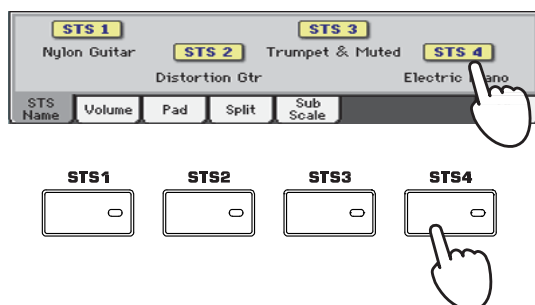 STS 1 STS 3
Nylon Guitar STS 2 Trumpet & Muted STS 4
Distortion Gtr Electric
STS Name Volume Pad Split Sub Scale
STS1 STS2 STS3 STS4